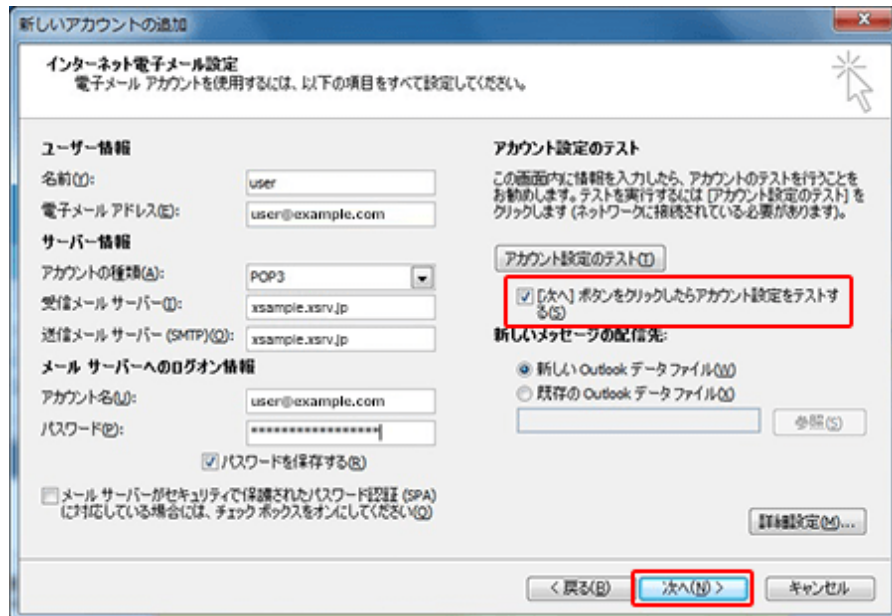 新しいアカウントの追加
インターネット電子メール設定
電子メール アカウントを使用するには、以下の項目をすべて設定してください。
ユーザー情報
名前(Y):
user
電子メール アドレス(E):
user@example.com
サーバー情報
アカウントの種類(A):
POP3
受信メール サーバー(I):
xsample.xsrv.jp
送信メール サーバー (SMTP)(O):
xsample.xsrv.jp
メール サーバーへのログオン情報
アカウント名(U):
user@example.com
パスワード(P):
******************
パスワードを保存する(R)
メール サーバーがセキュリティで保護されたパスワード認証 (SPA)
に対応している場合には、チェック ボックスをオンにしてください(Q)
アカウント設定のテスト
この画面内に情報を入力したら、アカウントのテストを行うことを
お勧めします。テストを実行するには [アカウント設定のテスト] を
クリックします (ネットワークに接続されている必要があります)。
アカウント設定のテスト(T)
[次へ] ボタンをクリックしたらアカウント設定をテストす
る(S)
新しいメッセージの配信先:
新しい Outlook データ ファイル(W)
既存の Outlook データ ファイル(X)
参照(S)
詳細設定(M)...
< 戻る(B)
次へ(N) >
キャンセル